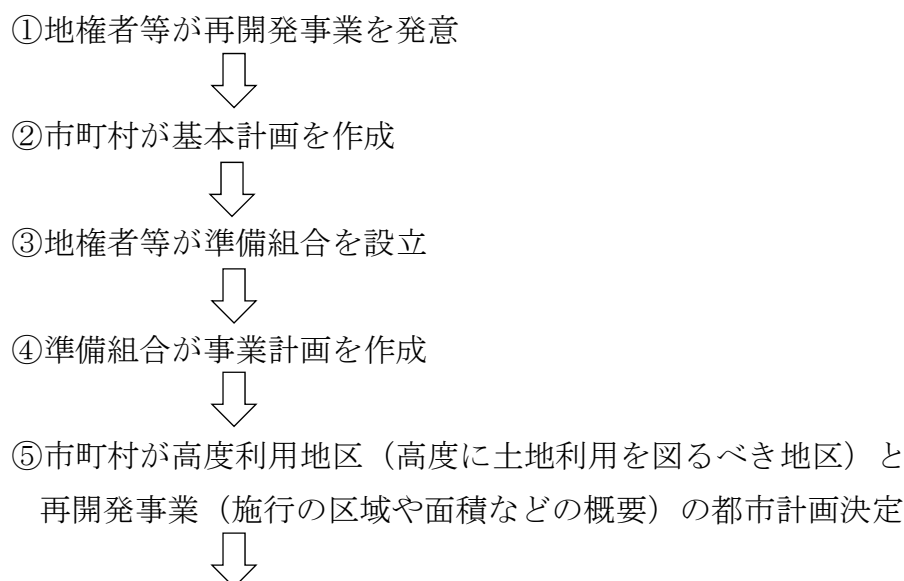 ①地権者等が再開発事業を発意
②市町村が基本計画を作成
③地権者等が準備組合を設立
④準備組合が事業計画を作成
⑤市町村が高度利用地区（高度に土地利用を図るべき地区）と
再開発事業（施行の区域や面積などの概要）の都市計画決定